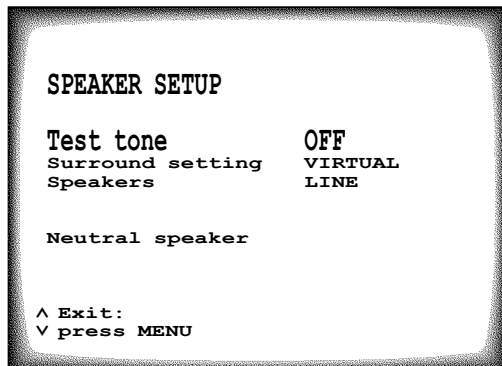 SPEAKER SETUP
Test tone OFF
Surround setting VIRTUAL
Speakers LINE
Neutral speaker
∧ Exit:
∨ press MENU